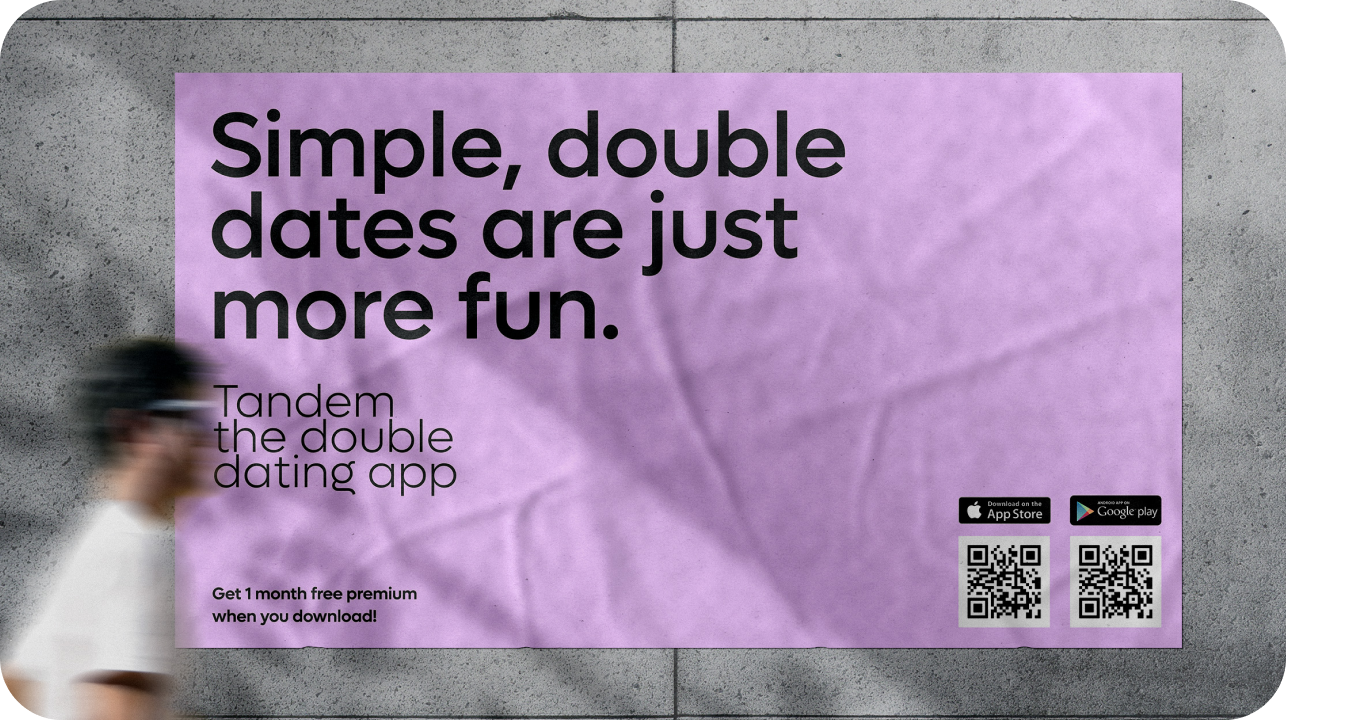 Simple, double
dates are just
more fun.
Tandem
the double
dating app
Get 1 month free premium
when you download!
Download on the
App Store
ANDROID APP ON
Google play